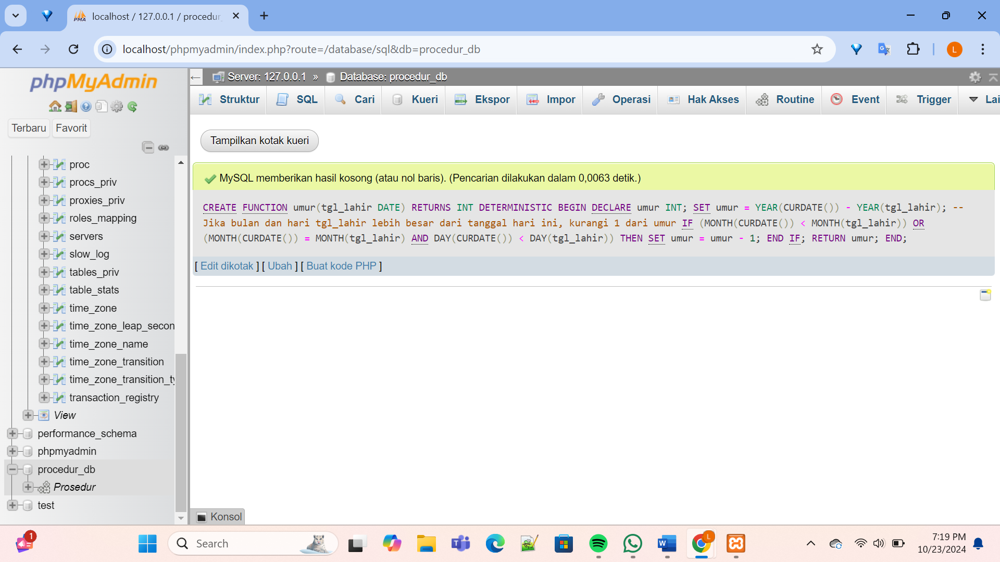 localhost / 127.0.0.1 / procedur_
localhost/phpmyadmin/index.php?route=/database/sql&db=procedur_db
L
phpMyAdmin
Terbaru
Favorit
proc
procs_priv
proxies_priv
roles_mapping
servers
slow_log
tables_priv
table_stats
time_zone
time_zone_leap_secon
time_zone_name
time_zone_transition
time_zone_transition_ty
transaction_registry
View
performance_schema
phpmyadmin
procedur_db
Prosedur
test
Server: 127.0.0.1 » Database: procedur_db
Struktur
SQL
Cari
Kueri
Ekspor
Impor
Operasi
Hak Akses
Routine
Event
Trigger
Lai
Tampilkan kotak kueri
MySQL memberikan hasil kosong (atau nol baris). (Pencarian dilakukan dalam 0,0063 detik.)
CREATE FUNCTION umur(tgl_lahir DATE) RETURNS INT DETERMINISTIC BEGIN DECLARE umur INT; SET umur = YEAR(CURDATE()) - YEAR(tgl_lahir); --
Jika bulan dan hari tgl_lahir lebih besar dari tanggal hari ini, kurangi 1 dari umur IF (MONTH(CURDATE()) < MONTH(tgl_lahir)) OR
(MONTH(CURDATE()) = MONTH(tgl_lahir) AND DAY(CURDATE()) < DAY(tgl_lahir)) THEN SET umur = umur - 1; END IF; RETURN umur; END;
[ Edit dikotak ] [ Ubah ] [ Buat kode PHP ]
Konsol
1
Search
L
7:19 PM
10/23/2024